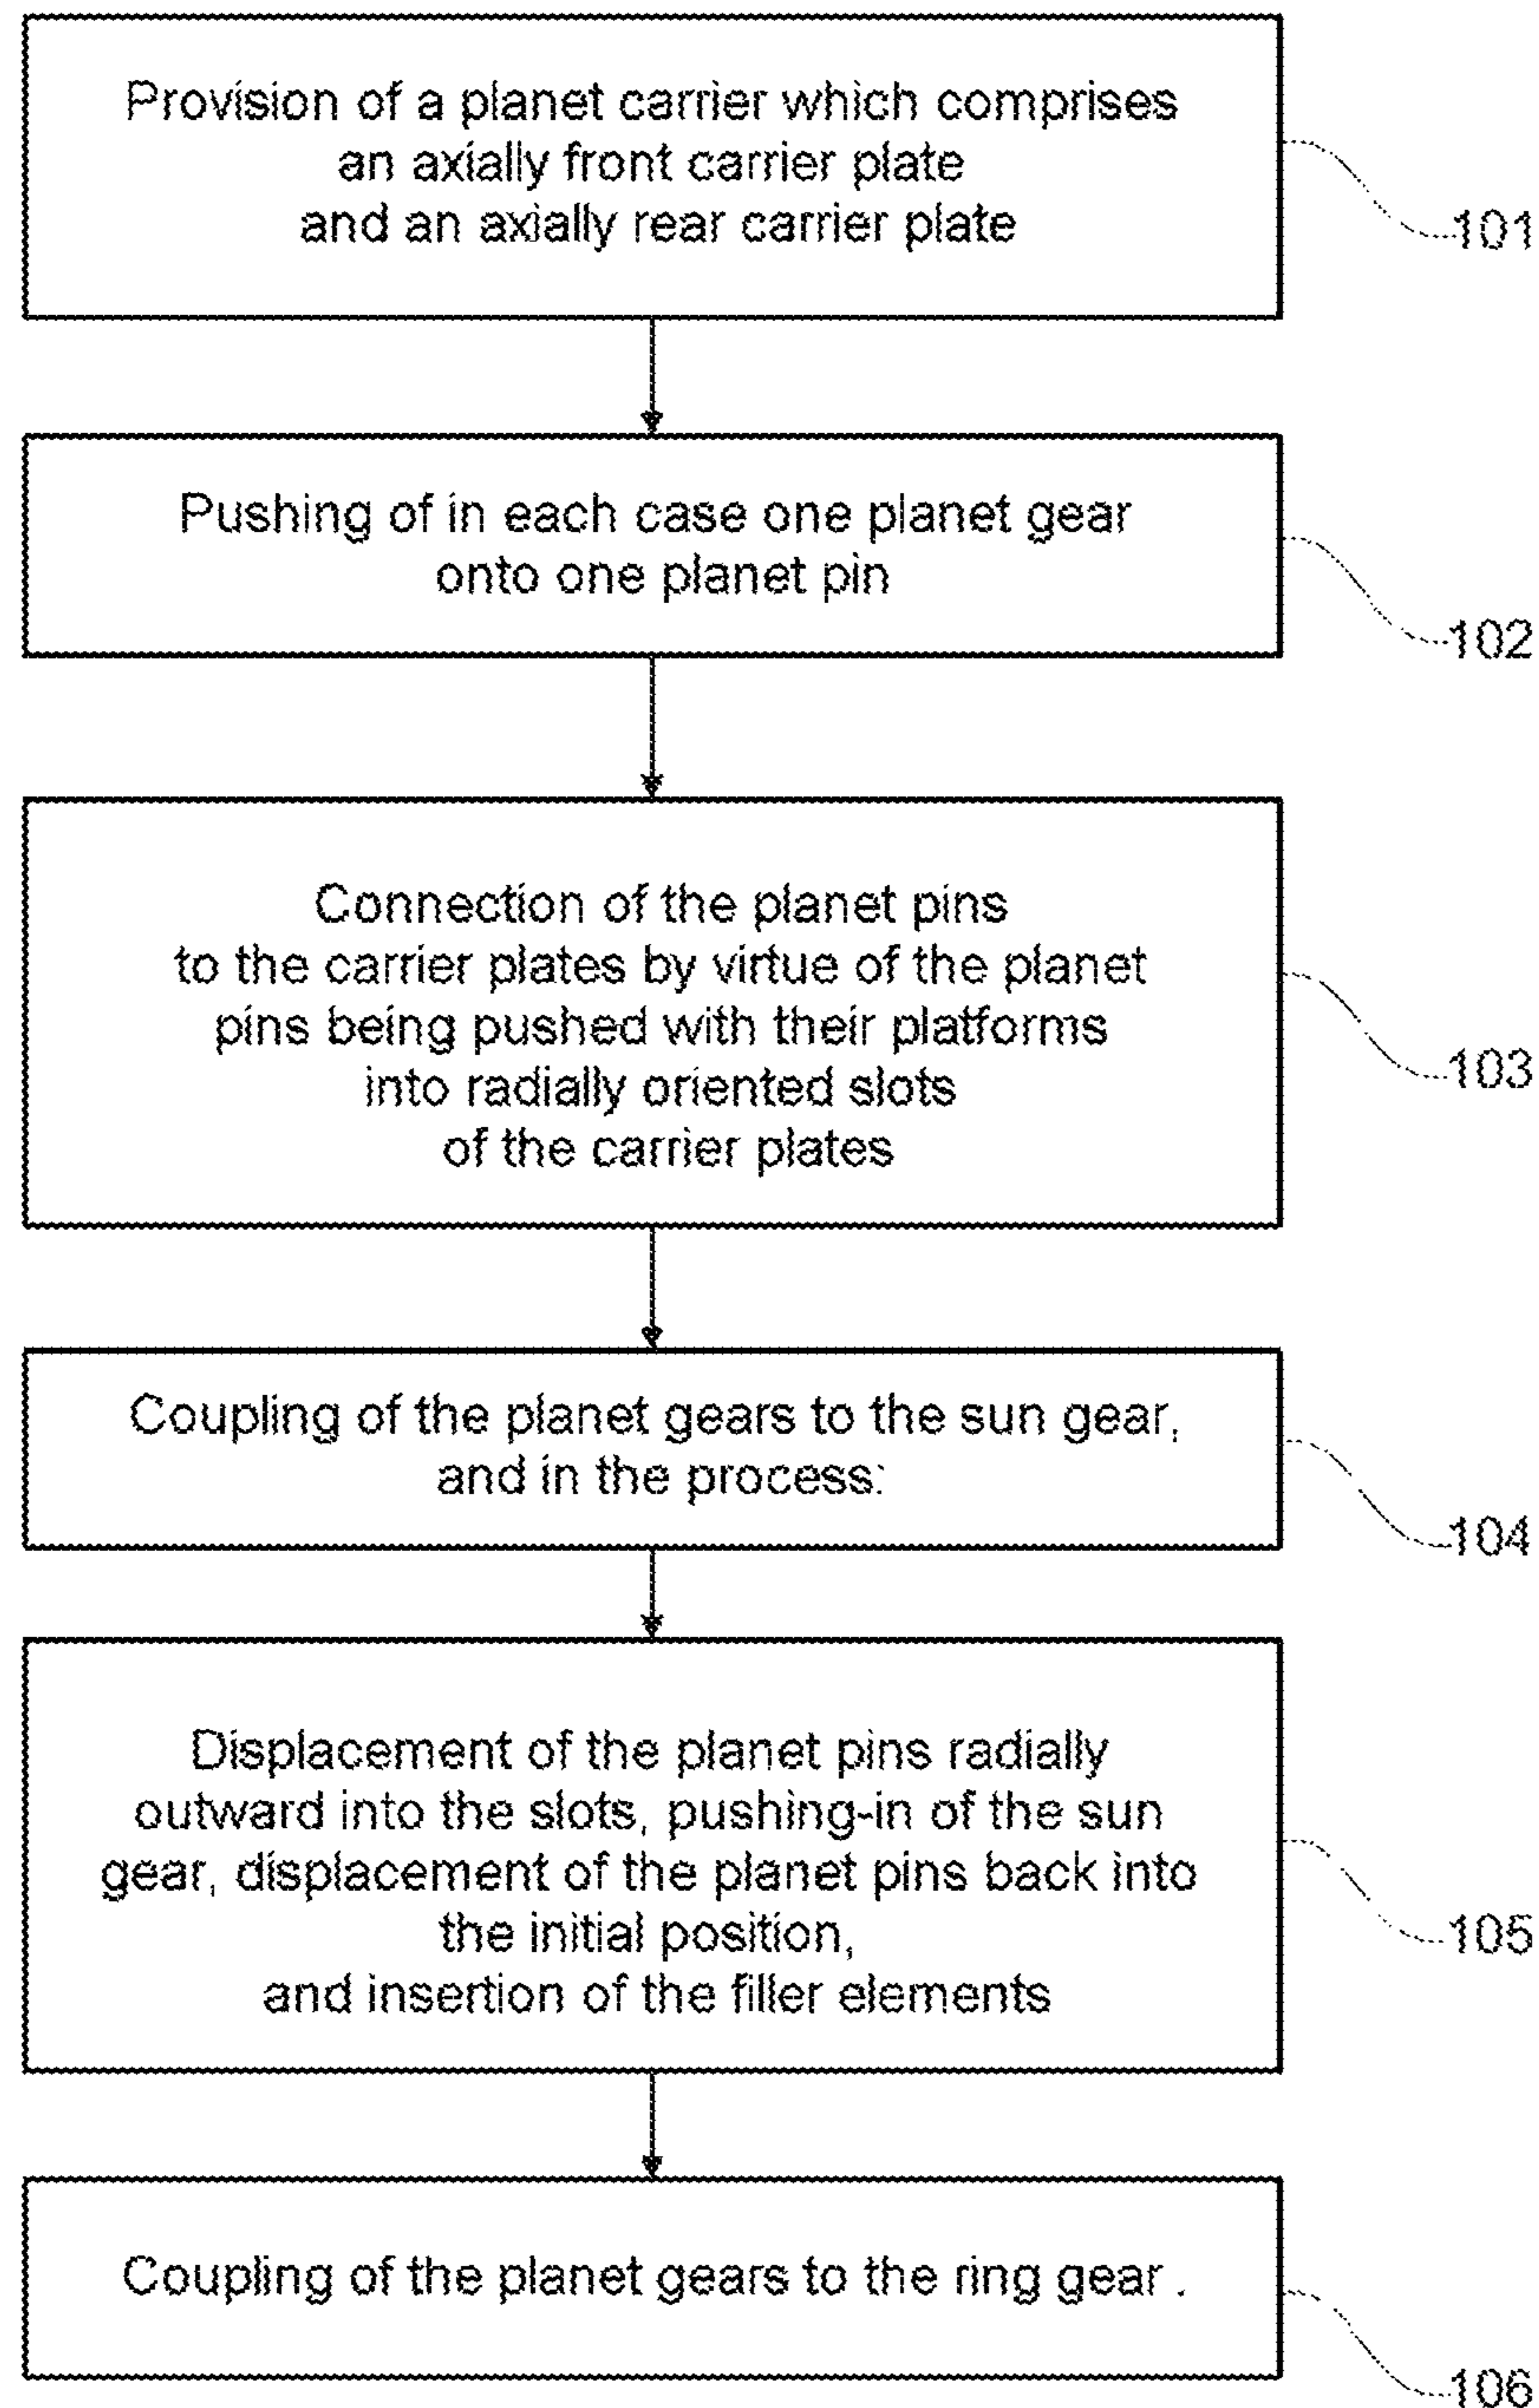 Provision of a planet carrier which comprises
an axially front carrier plate
and an axially rear carrier plate
101
Pushing of in each case one planet gear
onto one planet pin
102
Connection of the planet pins
to the carrier plates by virtue of the planet
pins being pushed with their platforms
into radially oriented slots
of the carrier plates
103
Coupling of the planet gears to the sun gear,
and in the process:
104
Displacement of the planet pins radially
outward into the slots, pushing-in of the sun
gear, displacement of the planet pins back into
the initial position,
and insertion of the filler elements
105
Coupling of the planet gears to the ring gear .
106